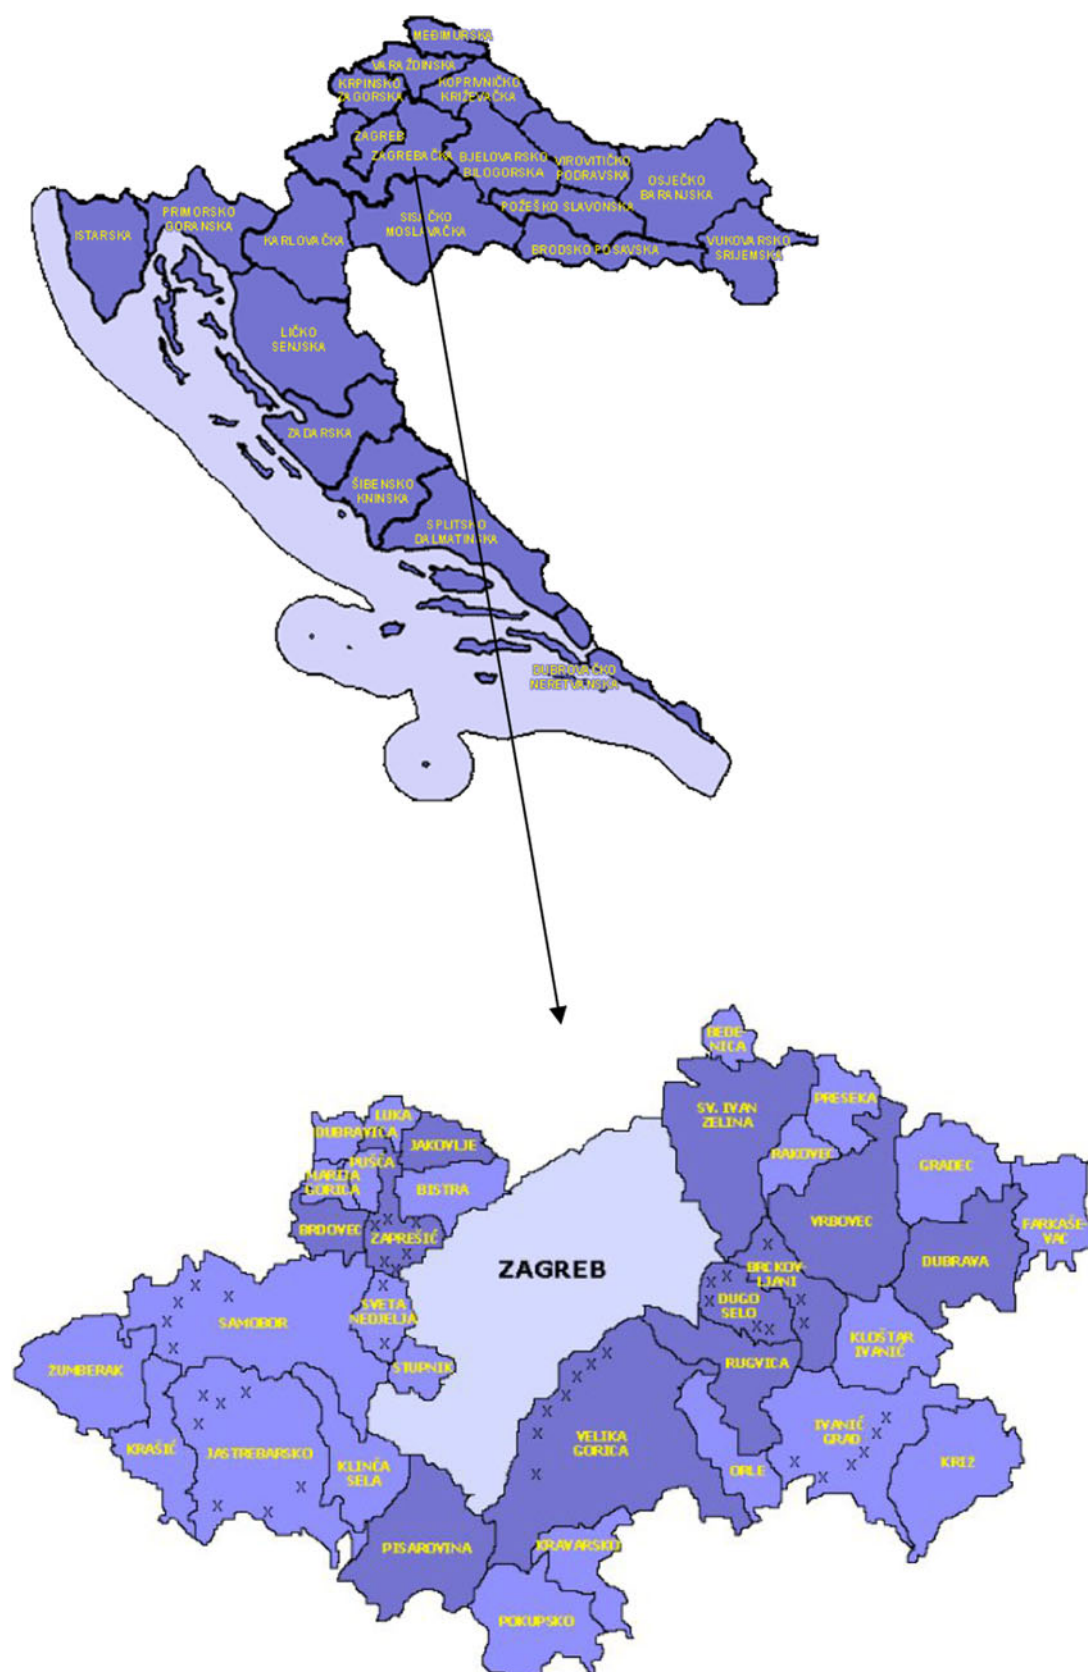 MEĐIMURSKA
VARAŽDINSKA
KRPINSKO
ZAGORSKA
KOPRIVNIČKO
KRIŽEVAČKA
ZAGREB
ZAGREBAČKA
BJELOVARSKO
BILOGORSKA
VIROVITIČKO
PODRAVSKA
OSJEČKO
BARANJSKA
ISTARSKA
PRIMORSKO
GORANSKA
KARLOVAČKA
SISAČKO
MOSLAVAČKA
POŽEŠKO SLAVONSKA
BRODSKO POSAVSKA
VUKOVARSKO
SRIJEMSKA
LIČKO
SENJSKA
ZADARSKA
ŠIBENSKO
KNINSKA
SPLITSKO
DALMATINSKA
DUBROVAČKO
NERETVANSKA
BEDE-
NICA
LUKA
DUBRAVICA
JAKOVLJE
PUŠĆA
MARIJA
GORICA
BISTRA
BRDOVEC
X X X
ZAPREŠIĆ
X X X
SV. IVAN
ZELINA
PRESEKA
RAKOVEC
GRADEC
VRBOVEC
FARKAŠE-
VAC
DUBRAVA
ZAGREB
X
BRCKOV-
LJANI
X X
X X
DUGO
SELO
X X
X X
X
SVETA
NEDJELJA
X
X X X
X X
SAMOBOR
STUPNIK
ŽUMBERAK
KLOŠTAR
IVANIĆ
RUGVICA
X X X X X X
VELIKA
GORICA
X X X X
KRAŠIĆ
JASTREBARSKO
X X X
KLINČA
SELA
ORLE
IVANIĆ
GRAD
X X X X X X
KRIŽ
PISAROVINA
KRAVARSKO
POKUPSKO